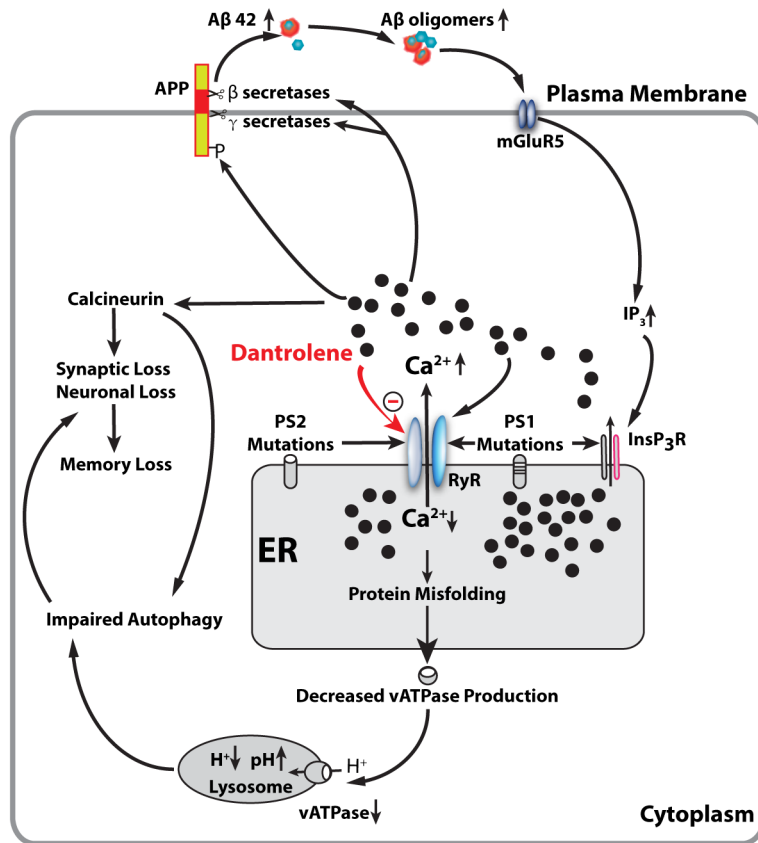 Aβ 42
Aβ oligomers
APP
β secretases
γ secretases
P
Plasma Membrane
mGluR5
Calcineurin
IP3
Synaptic Loss
Neuronal Loss
Dantrolene
Ca2+
−
Memory Loss
PS2
Mutations
PS1
Mutations
InsP3R
RyR
Ca2+
ER
Protein Misfolding
Impaired Autophagy
Decreased vATPase Production
H+ pH
H+
Lysosome
vATPase
Cytoplasm